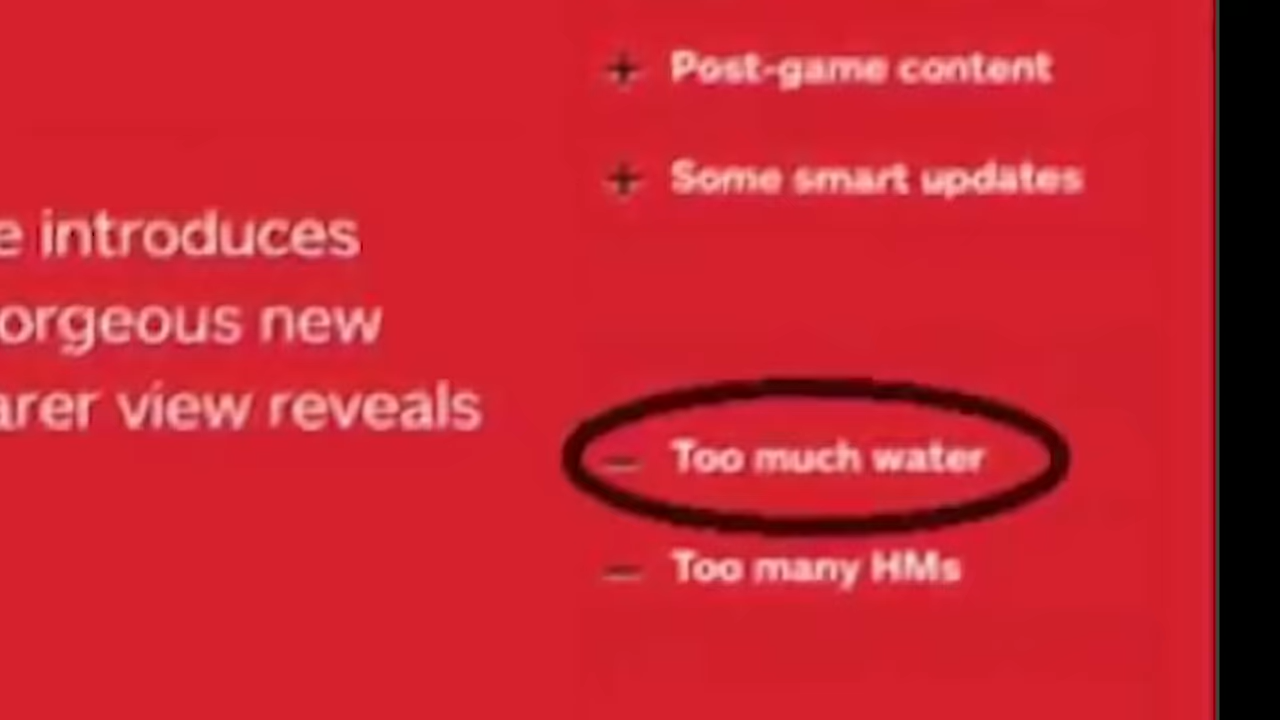 + Post-game content
+ Some smart updates
e introduces
orgeous new
arer view reveals
– Too much water
– Too many HMs